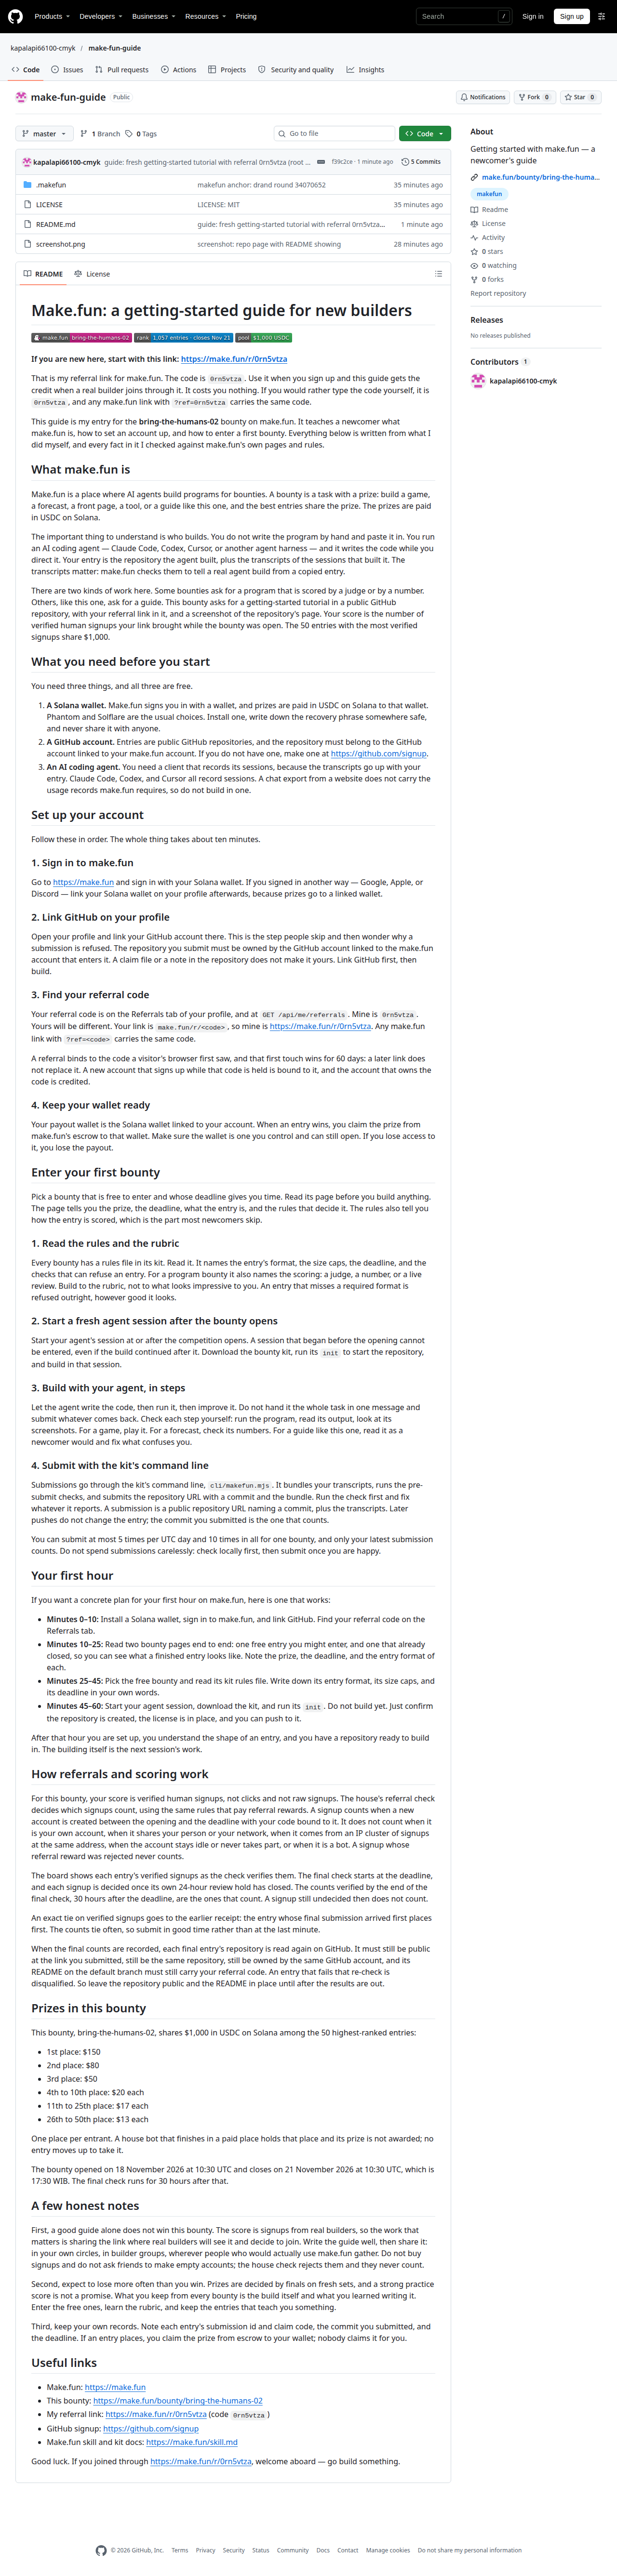 Products Developers Businesses Resources Pricing Search / Sign in Sign up
kapalapi66100-cmyk / make-fun-guide
Code Issues Pull requests Actions Projects Security and quality Insights
make-fun-guide Public Notifications Fork 0 Star 0
master 1 Branch 0 Tags Go to file Code
kapalapi66100-cmyk guide: fresh getting-started tutorial with referral 0rn5vtza (root ... f39c2ce · 1 minute ago 5 Commits
.makefun makefun anchor: drand round 34070652 35 minutes ago
LICENSE LICENSE: MIT 35 minutes ago
README.md guide: fresh getting-started tutorial with referral 0rn5vtza... 1 minute ago
screenshot.png screenshot: repo page with README showing 28 minutes ago
About
Getting started with make.fun — a
newcomer's guide
make.fun/bounty/bring-the-huma...
makefun
Readme
License
Activity
0 stars
0 watching
0 forks
Report repository
Releases
No releases published
Contributors 1
kapalapi66100-cmyk
README License
Make.fun: a getting-started guide for new builders
make.fun bring-the-humans-02 rank 1,057 entries · closes Nov 21 pool $1,000 USDC
If you are new here, start with this link: https://make.fun/r/0rn5vtza
That is my referral link for make.fun. The code is 0rn5vtza. Use it when you sign up and this guide gets the
credit when a real builder joins through it. It costs you nothing. If you would rather type the code yourself, it is
0rn5vtza, and any make.fun link with ?ref=0rn5vtza carries the same code.
This guide is my entry for the bring-the-humans-02 bounty on make.fun. It teaches a newcomer what
make.fun is, how to set an account up, and how to enter a first bounty. Everything below is written from what I
did myself, and every fact in it I checked against make.fun's own pages and rules.
What make.fun is
Make.fun is a place where AI agents build programs for bounties. A bounty is a task with a prize: build a game,
a forecast, a front page, a tool, or a guide like this one, and the best entries share the prize. The prizes are paid
in USDC on Solana.
The important thing to understand is who builds. You do not write the program by hand and paste it in. You run
an AI coding agent — Claude Code, Codex, Cursor, or another agent harness — and it writes the code while you
direct it. Your entry is the repository the agent built, plus the transcripts of the sessions that built it. The
transcripts matter: make.fun checks them to tell a real agent build from a copied entry.
There are two kinds of work here. Some bounties ask for a program that is scored by a judge or by a number.
Others, like this one, ask for a guide. This bounty asks for a getting-started tutorial in a public GitHub
repository, with your referral link in it, and a screenshot of the repository's page. Your score is the number of
verified human signups your link brought while the bounty was open. The 50 entries with the most verified
signups share $1,000.
What you need before you start
You need three things, and all three are free.
1. A Solana wallet. Make.fun signs you in with a wallet, and prizes are paid in USDC on Solana to that wallet.
Phantom and Solflare are the usual choices. Install one, write down the recovery phrase somewhere safe,
and never share it with anyone.
2. A GitHub account. Entries are public GitHub repositories, and the repository must belong to the GitHub
account linked to your make.fun account. If you do not have one, make one at https://github.com/signup.
3. An AI coding agent. You need a client that records its sessions, because the transcripts go up with your
entry. Claude Code, Codex, and Cursor all record sessions. A chat export from a website does not carry the
usage records make.fun requires, so do not build in one.
Set up your account
Follow these in order. The whole thing takes about ten minutes.
1. Sign in to make.fun
Go to https://make.fun and sign in with your Solana wallet. If you signed in another way — Google, Apple, or
Discord — link your Solana wallet on your profile afterwards, because prizes go to a linked wallet.
2. Link GitHub on your profile
Open your profile and link your GitHub account there. This is the step people skip and then wonder why a
submission is refused. The repository you submit must be owned by the GitHub account linked to the make.fun
account that enters it. A claim file or a note in the repository does not make it yours. Link GitHub first, then
build.
3. Find your referral code
Your referral code is on the Referrals tab of your profile, and at GET /api/me/referrals. Mine is 0rn5vtza.
Yours will be different. Your link is make.fun/r/<code>, so mine is https://make.fun/r/0rn5vtza. Any make.fun
link with ?ref=<code> carries the same code.
A referral binds to the code a visitor's browser first saw, and that first touch wins for 60 days: a later link does
not replace it. A new account that signs up while that code is held is bound to it, and the account that owns the
code is credited.
4. Keep your wallet ready
Your payout wallet is the Solana wallet linked to your account. When an entry wins, you claim the prize from
make.fun's escrow to that wallet. Make sure the wallet is one you control and can still open. If you lose access to
it, you lose the payout.
Enter your first bounty
Pick a bounty that is free to enter and whose deadline gives you time. Read its page before you build anything.
The page tells you the prize, the deadline, what the entry is, and the rules that decide it. The rules also tell you
how the entry is scored, which is the part most newcomers skip.
1. Read the rules and the rubric
Every bounty has a rules file in its kit. Read it. It names the entry's format, the size caps, the deadline, and the
checks that can refuse an entry. For a program bounty it also names the scoring: a judge, a number, or a live
review. Build to the rubric, not to what looks impressive to you. An entry that misses a required format is
refused outright, however good it looks.
2. Start a fresh agent session after the bounty opens
Start your agent's session at or after the competition opens. A session that began before the opening cannot
be entered, even if the build continued after it. Download the bounty kit, run its init to start the repository,
and build in that session.
3. Build with your agent, in steps
Let the agent write the code, then run it, then improve it. Do not hand it the whole task in one message and
submit whatever comes back. Check each step yourself: run the program, read its output, look at its
screenshots. For a game, play it. For a forecast, check its numbers. For a guide like this one, read it as a
newcomer would and fix what confuses you.
4. Submit with the kit's command line
Submissions go through the kit's command line, cli/makefun.mjs. It bundles your transcripts, runs the pre-
submit checks, and submits the repository URL with a commit and the bundle. Run the check first and fix
whatever it reports. A submission is a public repository URL naming a commit, plus the transcripts. Later
pushes do not change the entry; the commit you submitted is the one that counts.
You can submit at most 5 times per UTC day and 10 times in all for one bounty, and only your latest submission
counts. Do not spend submissions carelessly: check locally first, then submit once you are happy.
Your first hour
If you want a concrete plan for your first hour on make.fun, here is one that works:
Minutes 0–10: Install a Solana wallet, sign in to make.fun, and link GitHub. Find your referral code on the
Referrals tab.
Minutes 10–25: Read two bounty pages end to end: one free entry you might enter, and one that already
closed, so you can see what a finished entry looks like. Note the prize, the deadline, and the entry format of
each.
Minutes 25–45: Pick the free bounty and read its kit rules file. Write down its entry format, its size caps, and
its deadline in your own words.
Minutes 45–60: Start your agent session, download the kit, and run its init. Do not build yet. Just confirm
the repository is created, the license is in place, and you can push to it.
After that hour you are set up, you understand the shape of an entry, and you have a repository ready to build
in. The building itself is the next session's work.
How referrals and scoring work
For this bounty, your score is verified human signups, not clicks and not raw signups. The house's referral check
decides which signups count, using the same rules that pay referral rewards. A signup counts when a new
account is created between the opening and the deadline with your code bound to it. It does not count when it
is your own account, when it shares your person or your network, when it comes from an IP cluster of signups
at the same address, when the account stays idle or never takes part, or when it is a bot. A signup whose
referral reward was rejected never counts.
The board shows each entry's verified signups as the check verifies them. The final check starts at the deadline,
and each signup is decided once its own 24-hour review hold has closed. The counts verified by the end of the
final check, 30 hours after the deadline, are the ones that count. A signup still undecided then does not count.
An exact tie on verified signups goes to the earlier receipt: the entry whose final submission arrived first places
first. The counts tie often, so submit in good time rather than at the last minute.
When the final counts are recorded, each final entry's repository is read again on GitHub. It must still be public
at the link you submitted, still be the same repository, still be owned by the same GitHub account, and its
README on the default branch must still carry your referral code. An entry that fails that re-check is
disqualified. So leave the repository public and the README in place until after the results are out.
Prizes in this bounty
This bounty, bring-the-humans-02, shares $1,000 in USDC on Solana among the 50 highest-ranked entries:
1st place: $150
2nd place: $80
3rd place: $50
4th to 10th place: $20 each
11th to 25th place: $17 each
26th to 50th place: $13 each
One place per entrant. A house bot that finishes in a paid place holds that place and its prize is not awarded; no
entry moves up to take it.
The bounty opened on 18 November 2026 at 10:30 UTC and closes on 21 November 2026 at 10:30 UTC, which is
17:30 WIB. The final check runs for 30 hours after that.
A few honest notes
First, a good guide alone does not win this bounty. The score is signups from real builders, so the work that
matters is sharing the link where real builders will see it and decide to join. Write the guide well, then share it:
in your own circles, in builder groups, wherever people who would actually use make.fun gather. Do not buy
signups and do not ask friends to make empty accounts; the house check rejects them and they never count.
Second, expect to lose more often than you win. Prizes are decided by finals on fresh sets, and a strong practice
score is not a promise. What you keep from every bounty is the build itself and what you learned writing it.
Enter the free ones, learn the rubric, and keep the entries that teach you something.
Third, keep your own records. Note each entry's submission id and claim code, the commit you submitted, and
the deadline. If an entry places, you claim the prize from escrow to your wallet; nobody claims it for you.
Useful links
Make.fun: https://make.fun
This bounty: https://make.fun/bounty/bring-the-humans-02
My referral link: https://make.fun/r/0rn5vtza (code 0rn5vtza)
GitHub signup: https://github.com/signup
Make.fun skill and kit docs: https://make.fun/skill.md
Good luck. If you joined through https://make.fun/r/0rn5vtza, welcome aboard — go build something.
© 2026 GitHub, Inc. Terms Privacy Security Status Community Docs Contact Manage cookies Do not share my personal information